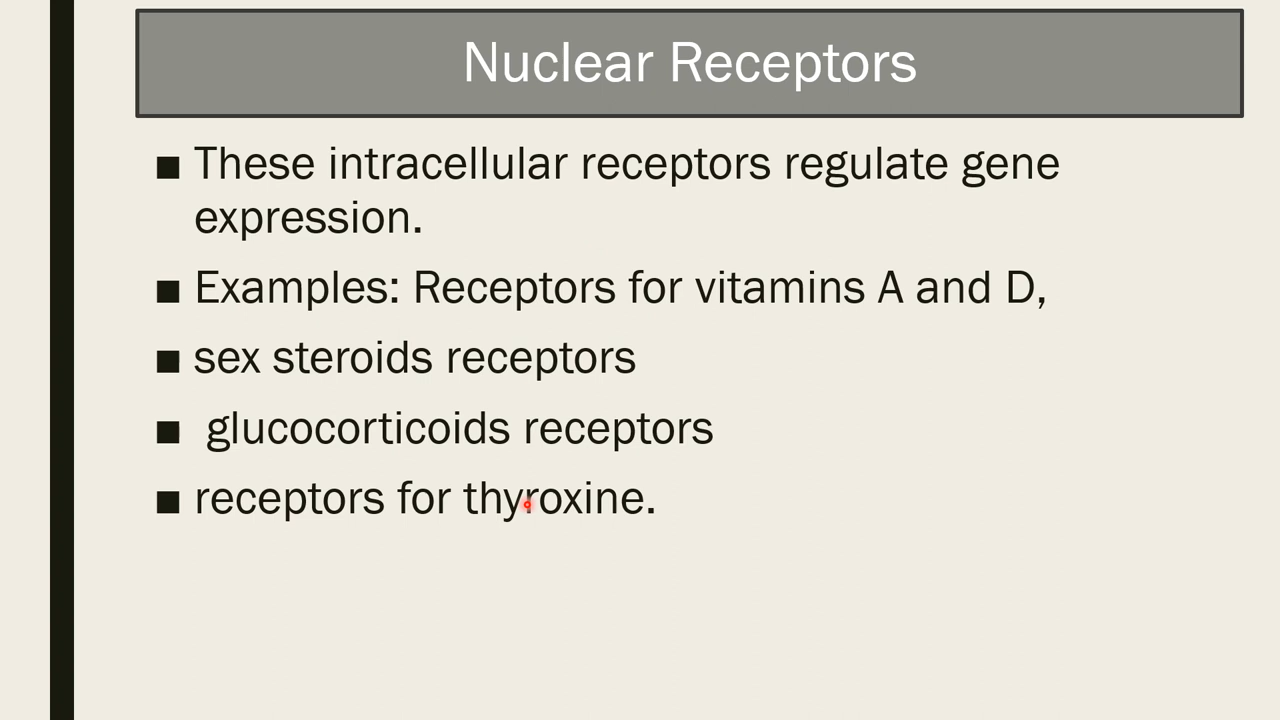 Nuclear Receptors
■ These intracellular receptors regulate gene
expression.
■ Examples: Receptors for vitamins A and D,
■ sex steroids receptors
■ glucocorticoids receptors
■ receptors for thyroxine.